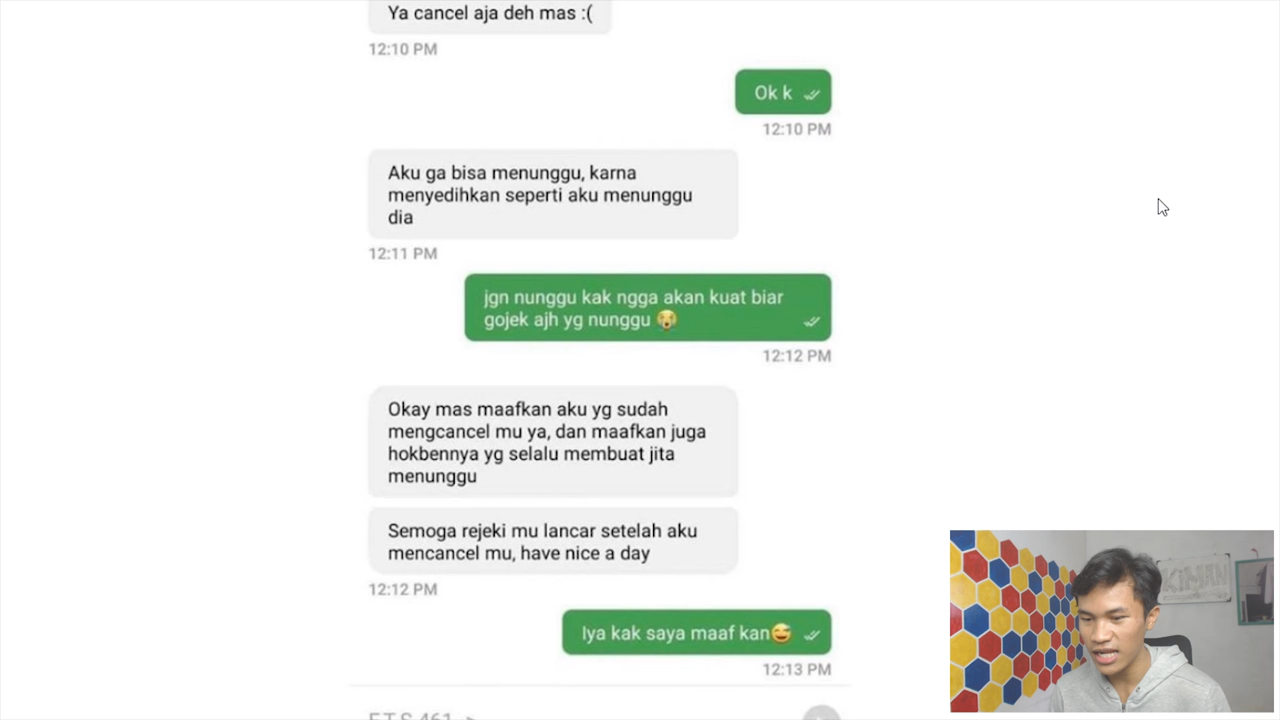 Ya cancel aja deh mas :(
12:10 PM
Ok k
12:10 PM
Aku ga bisa menunggu, karna
menyedihkan seperti aku menunggu
dia
12:11 PM
jgn nunggu kak ngga akan kuat biar
gojek ajh yg nunggu 😭
12:12 PM
Okay mas maafkan aku yg sudah
mengcancel mu ya, dan maafkan juga
hokbennya yg selalu membuat jita
menunggu
Semoga rejeki mu lancar setelah aku
mencancel mu, have nice a day
12:12 PM
Iya kak saya maaf kan😅
12:13 PM